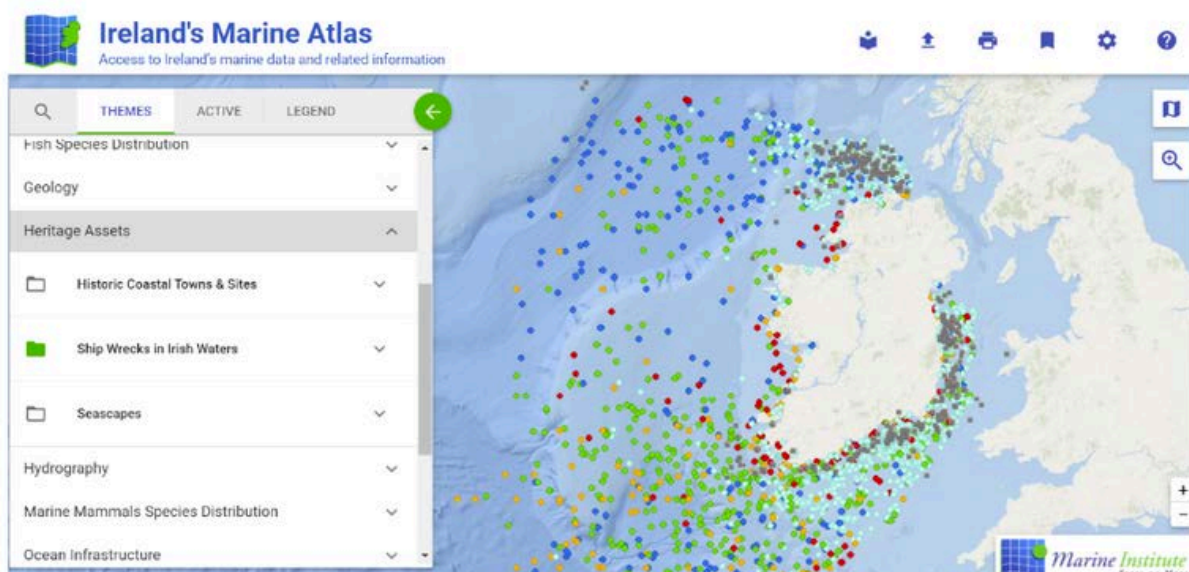 Ireland's Marine Atlas
Access to Ireland's marine data and related information
THEMES ACTIVE LEGEND
Fish Species Distribution
Geology
Heritage Assets
Historic Coastal Towns & Sites
Ship Wrecks in Irish Waters
Seascapes
Hydrography
Marine Mammals Species Distribution
Ocean Infrastructure
Marine Institute